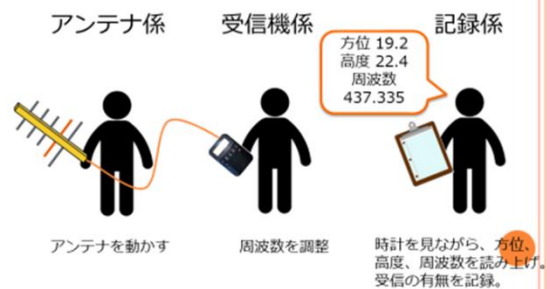 アンテナ係
受信機係
記録係
方位 19.2
高度 22.4
周波数
437.335
アンテナを動かす
周波数を調整
時計を見ながら、方位、
高度、周波数を読み上げ。
受信の有無を記録。